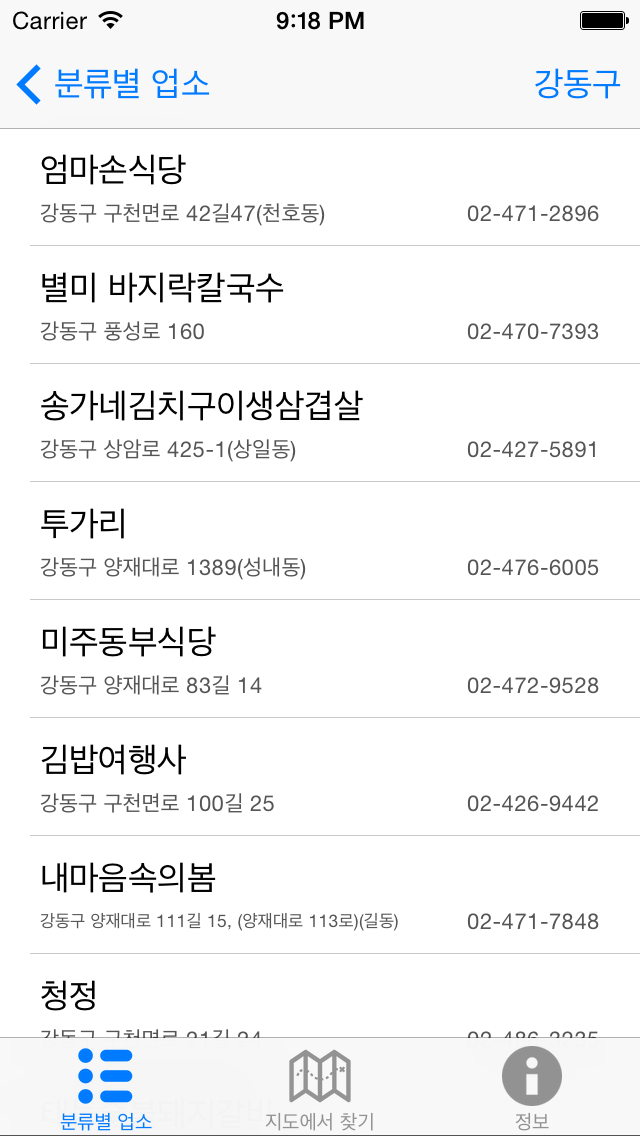 Carrier 9:18 PM
분류별 업소 강동구
엄마손식당
강동구 구천면로 42길47(천호동) 02-471-2896
별미 바지락칼국수
강동구 풍성로 160 02-470-7393
송가네김치구이생삼겹살
강동구 상암로 425-1(상일동) 02-427-5891
투가리
강동구 양재대로 1389(성내동) 02-476-6005
미주동부식당
강동구 양재대로 83길 14 02-472-9528
김밥여행사
강동구 구천면로 100길 25 02-426-9442
내마음속의봄
강동구 양재대로 111길 15, (양재대로 113로)(길동) 02-471-7848
청정
강동구 구천면로
분류별 업소 지도에서 찾기 정보